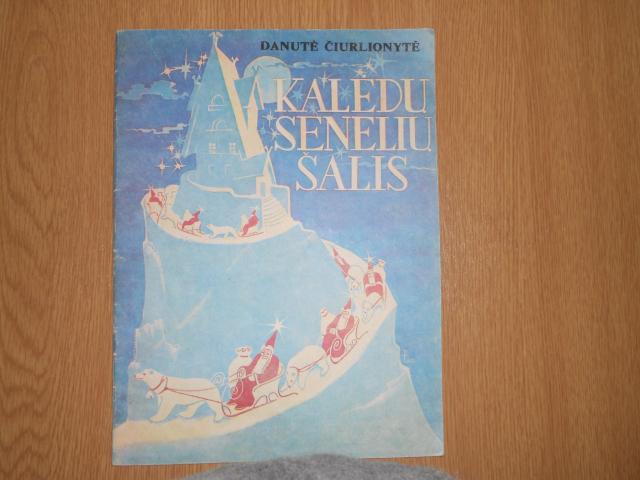 DANUTĖ ČIURLIONYTĖ
KALĖDŲ
SENELIŲ
ŠALIS